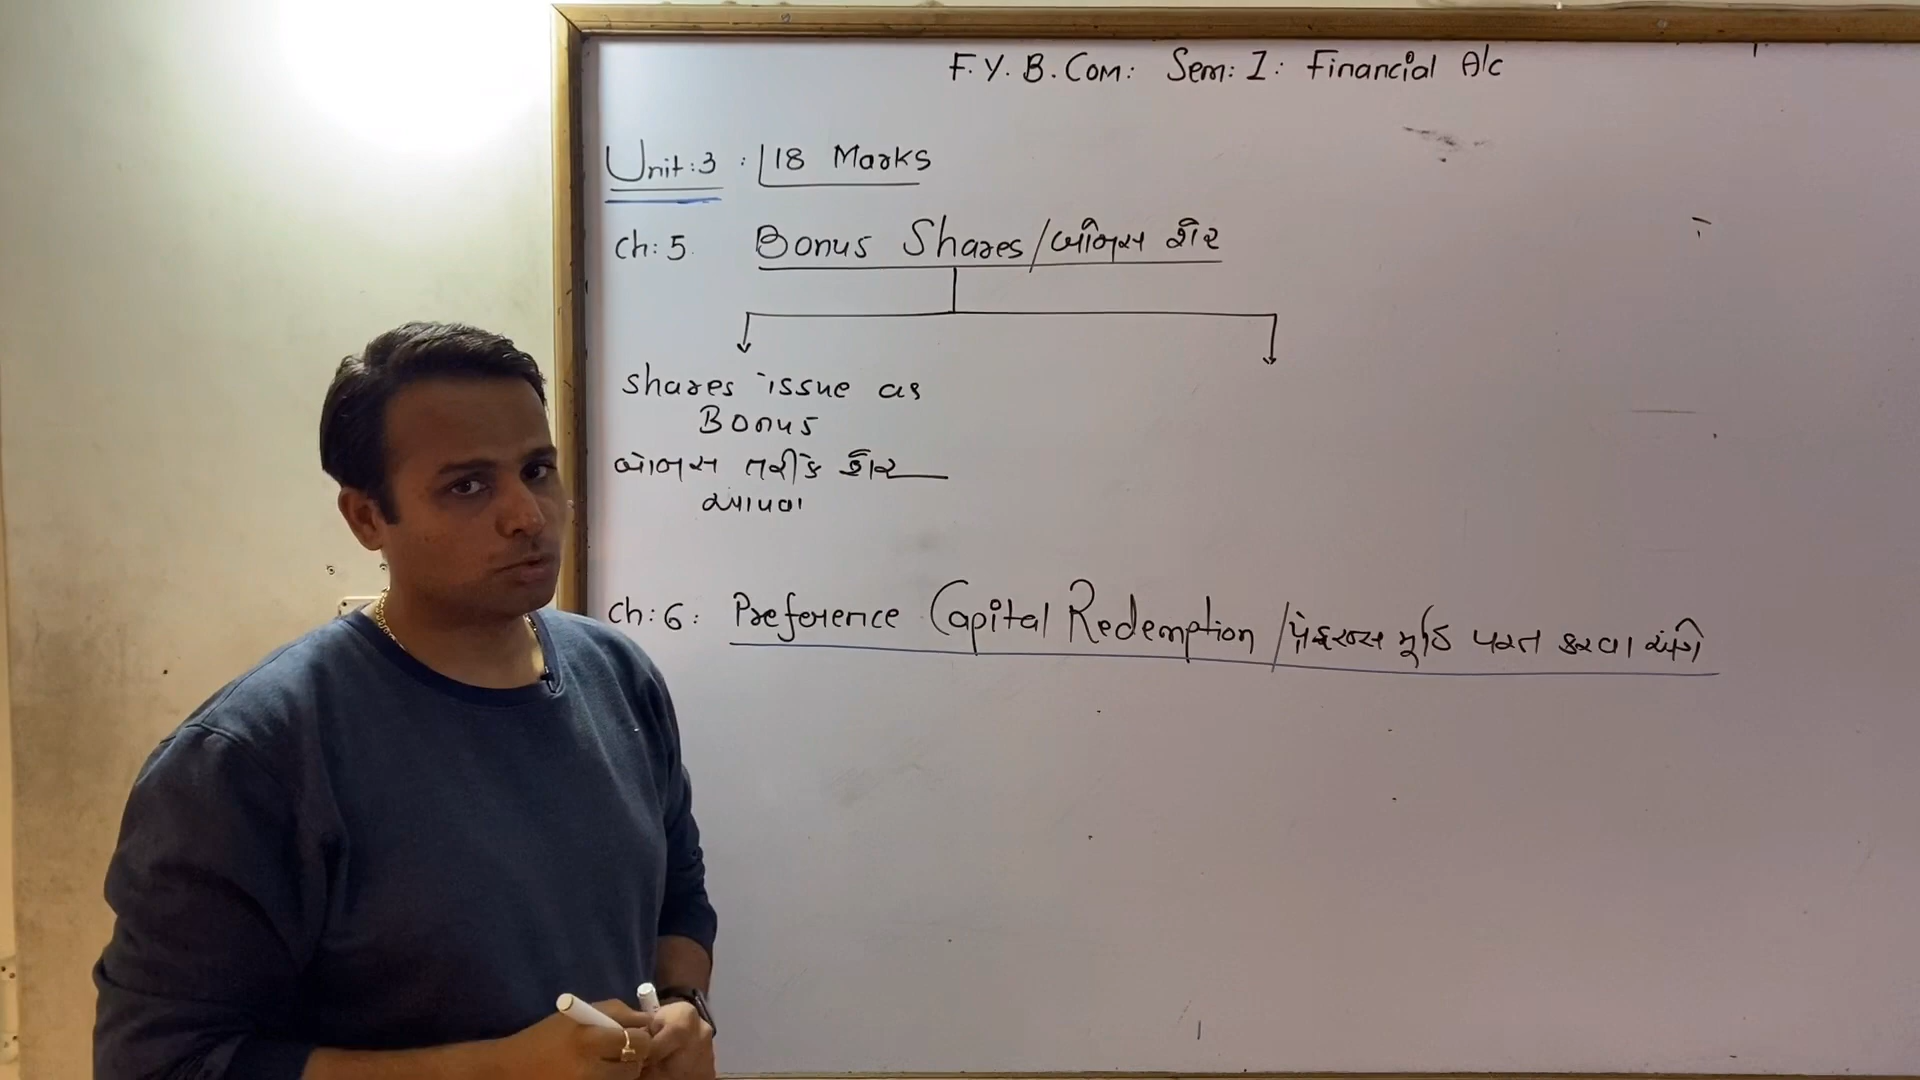 F.Y.B.Com: Sem: I: Financial A/c
Unit:3 : 18 Marks
Ch: 5. Bonus Shares/બોનસ શેર
Shares issue as
Bonus
બોનસ તરીકે શેર
આપવા
Ch: 6: Preference Capital Redemption/પ્રેફરન્સ મૂડિ પરત કરવા અંગે